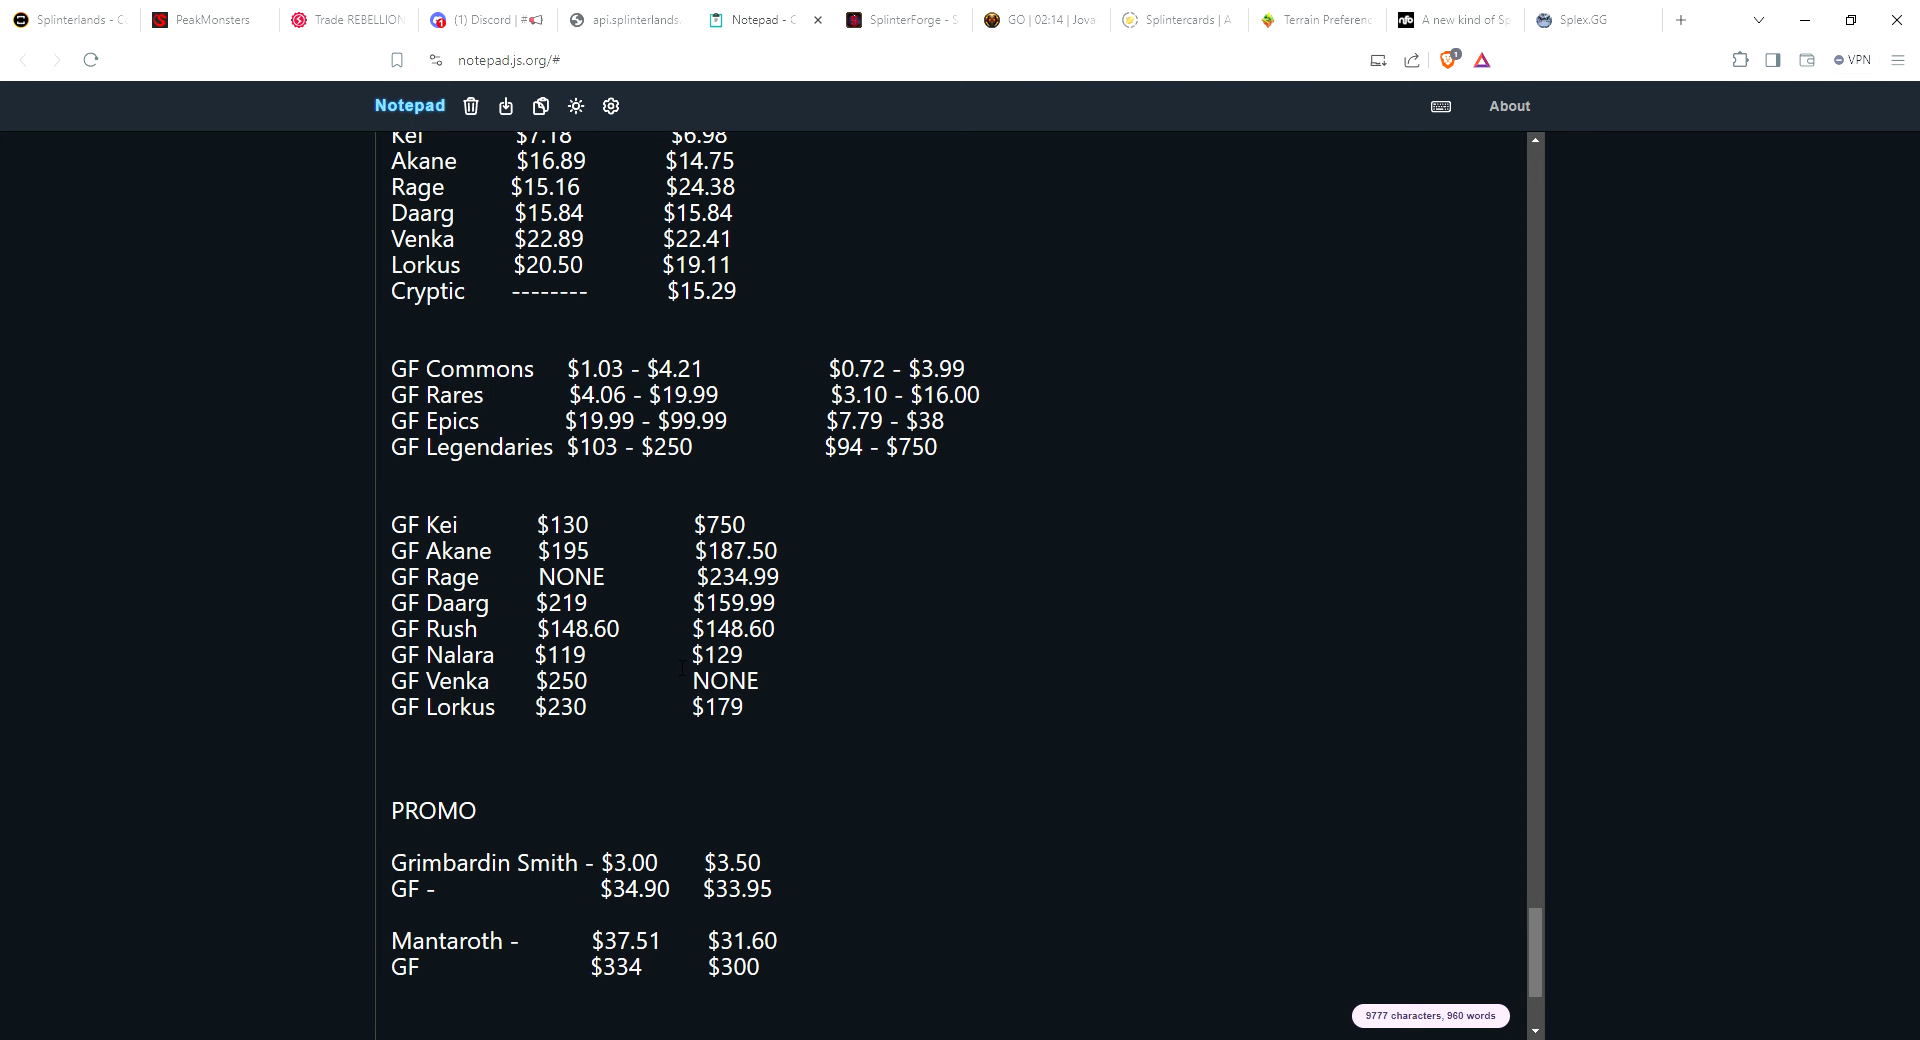 Splinterlands - Co
PeakMonsters
Trade REBELLION
(1) Discord | #
api.splinterlands.
Notepad - C
SplinterForge - S
GO | 02:14 | Jova
Splintercards | A
Terrain Preferenc
A new kind of Sp
Splex.GG
notepad.js.org/#
1
VPN
Notepad
About
Kei $7.18 $6.98
Akane $16.89 $14.75
Rage $15.16 $24.38
Daarg $15.84 $15.84
Venka $22.89 $22.41
Lorkus $20.50 $19.11
Cryptic -------- $15.29
GF Commons $1.03 - $4.21 $0.72 - $3.99
GF Rares $4.06 - $19.99 $3.10 - $16.00
GF Epics $19.99 - $99.99 $7.79 - $38
GF Legendaries $103 - $250 $94 - $750
GF Kei $130 $750
GF Akane $195 $187.50
GF Rage NONE $234.99
GF Daarg $219 $159.99
GF Rush $148.60 $148.60
GF Nalara $119 $129
GF Venka $250 NONE
GF Lorkus $230 $179
PROMO
Grimbardin Smith - $3.00 $3.50
GF - $34.90 $33.95
Mantaroth - $37.51 $31.60
GF $334 $300
9777 characters, 960 words